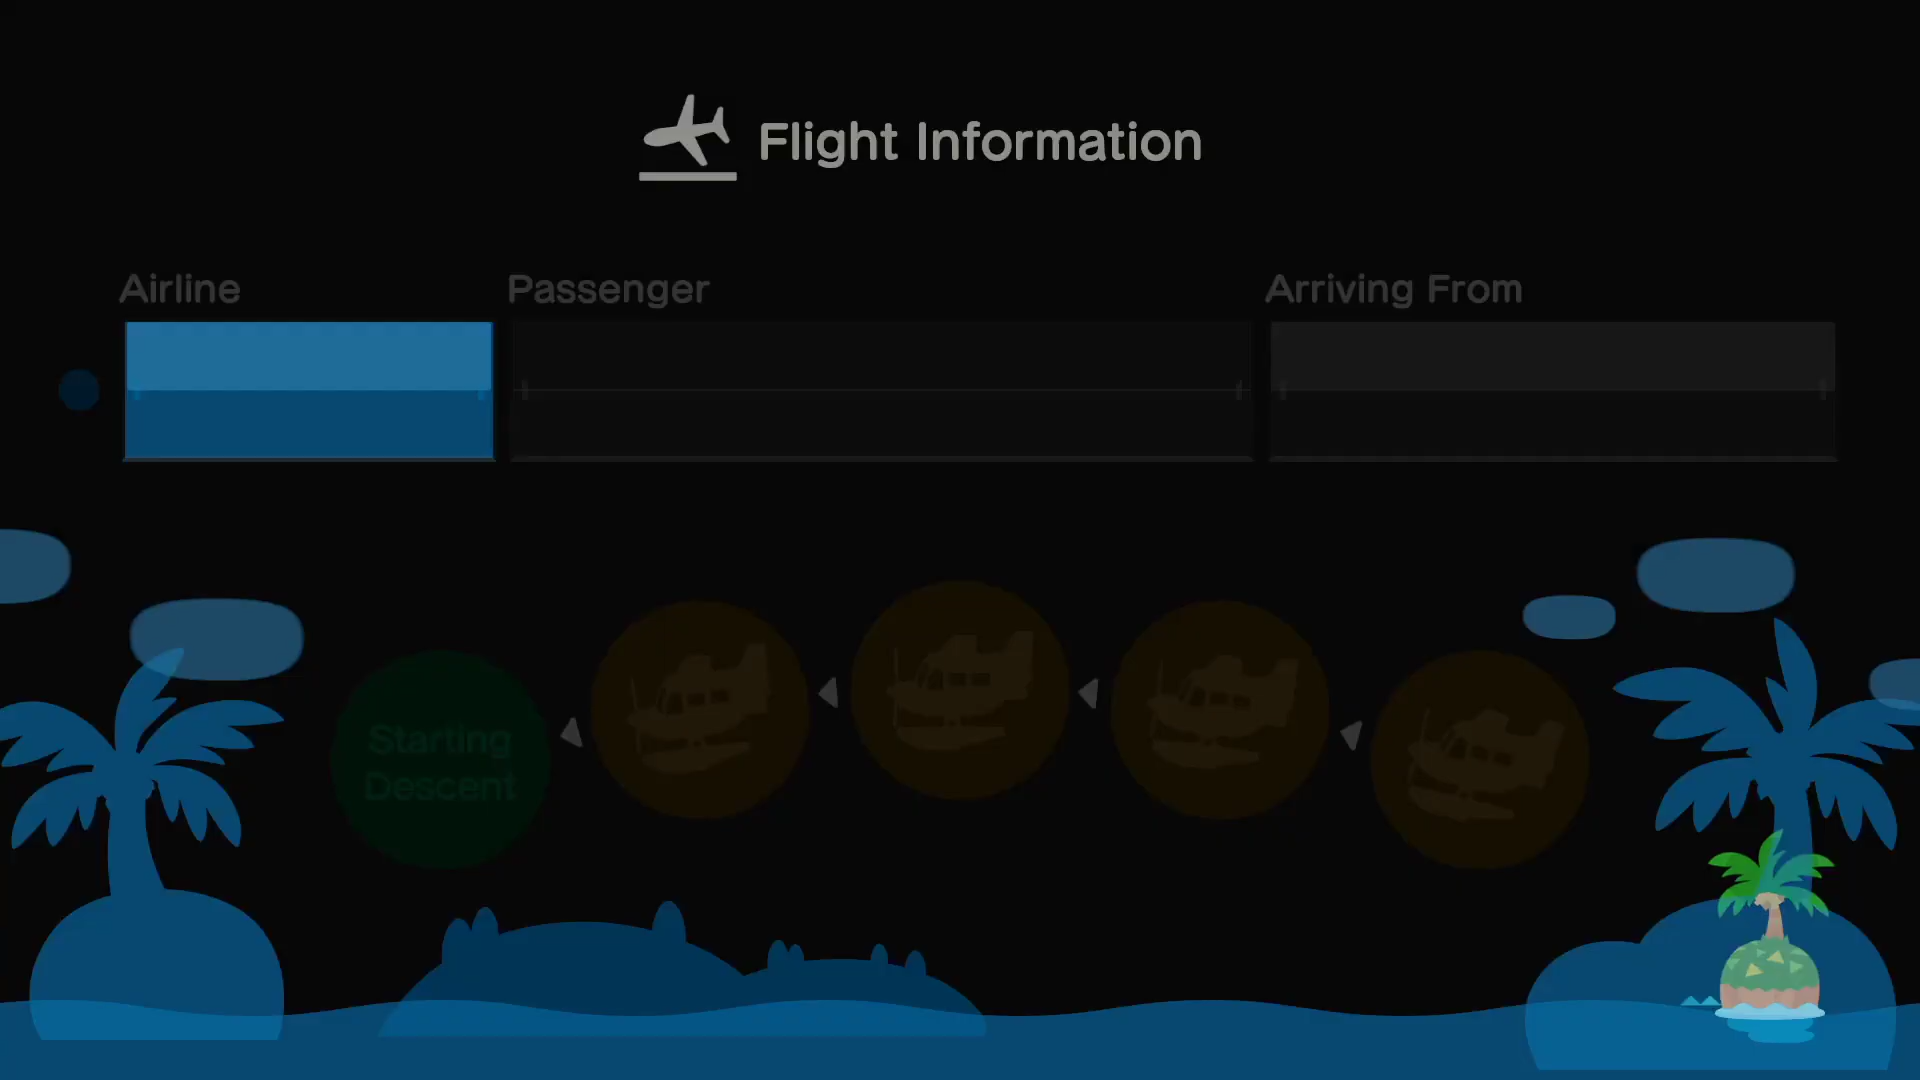 Flight Information
Airline
Passenger
Arriving From
Starting
Descent